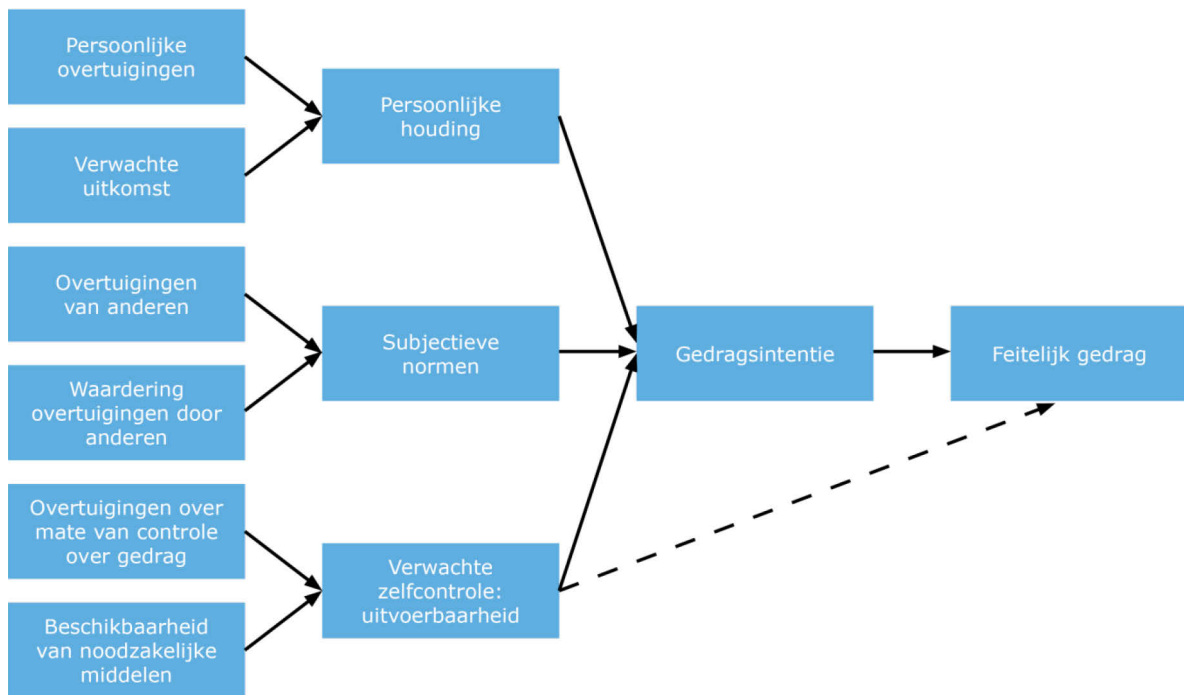 Persoonlijke
overtuigingen
Verwachte
uitkomst
Overtuigingen
van anderen
Waardering
overtuigingen door
anderen
Overtuigingen over
mate van controle
over gedrag
Beschikbaarheid
van noodzakelijke
middelen
Persoonlijke
houding
Subjectieve
normen
Verwachte
zelfcontrole:
uitvoerbaarheid
Gedragsintentie
Feitelijk gedrag